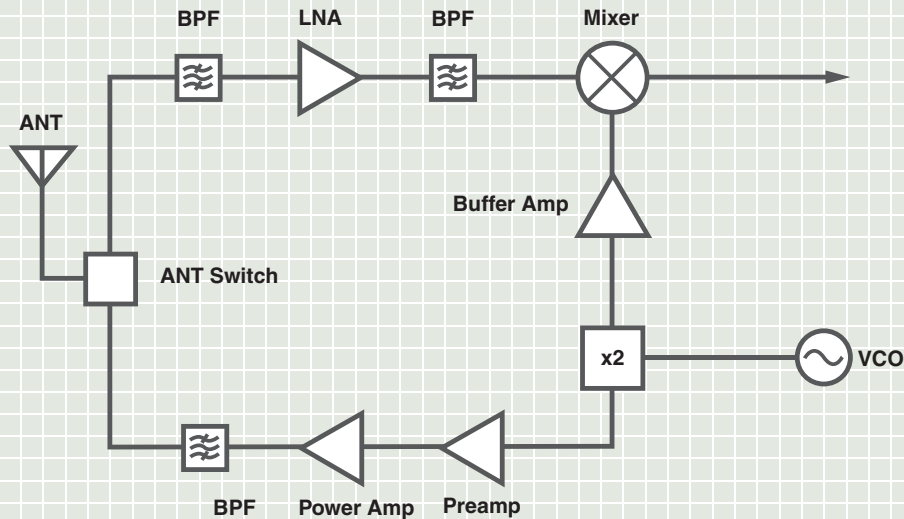 BPF
LNA
BPF
Mixer
ANT
Buffer Amp
ANT Switch
x2
VCO
BPF
Power Amp
Preamp